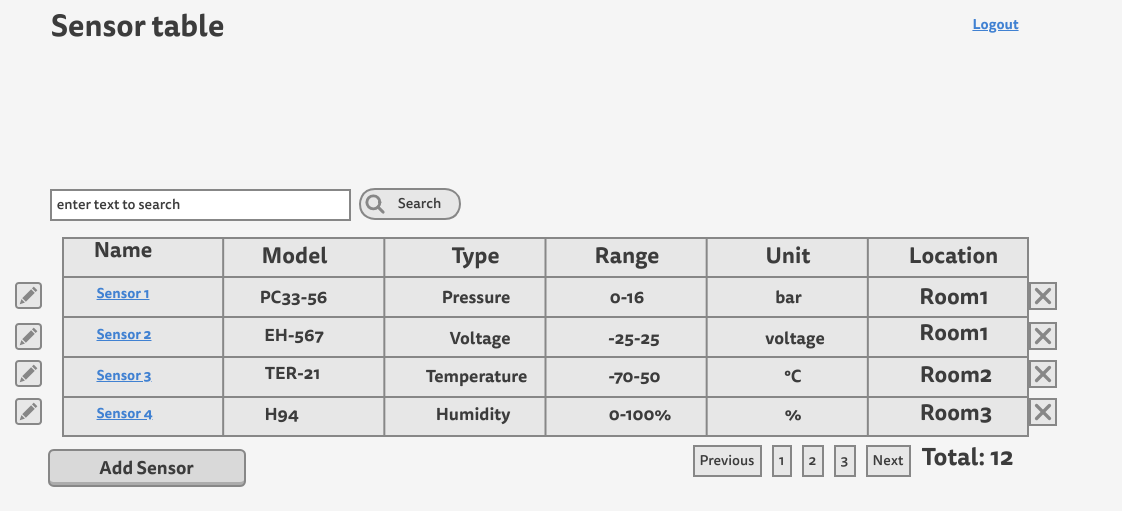 Sensor table
Logout
enter text to search
Search
Name Model Type Range Unit Location
Sensor 1 PC33-56 Pressure 0-16 bar Room1
Sensor 2 EH-567 Voltage -25-25 voltage Room1
Sensor 3 TER-21 Temperature -70-50 °C Room2
Sensor 4 H94 Humidity 0-100% % Room3
Add Sensor
Previous 1 2 3 Next Total: 12